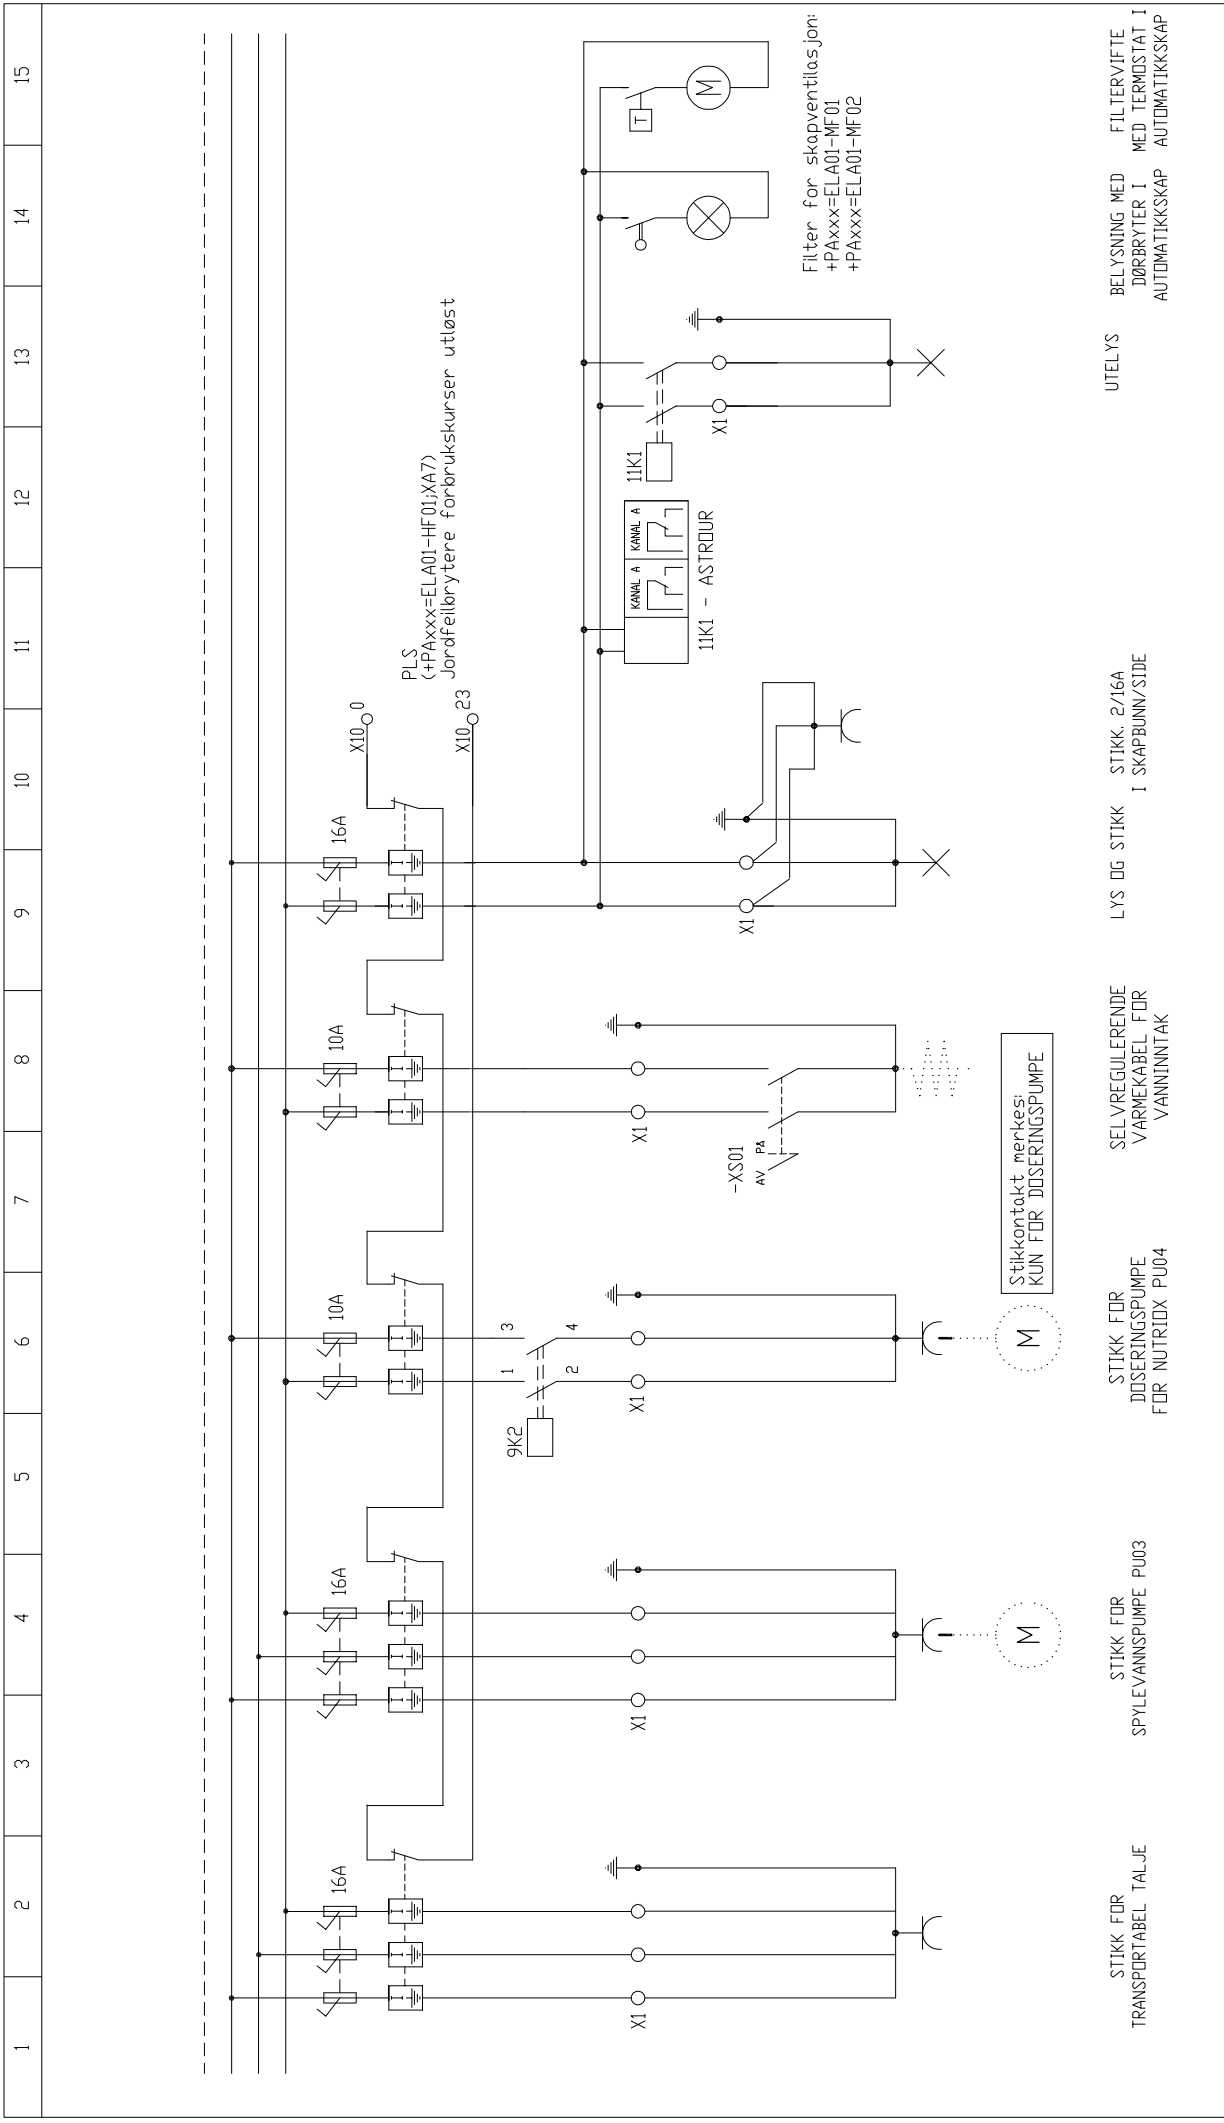 1
2
3
4
5
6
7
8
9
10
11
12
13
14
15
16A
16A
10A
10A
16A
X10 0
X10 23
PLS
(+PAxxx=ELA01-HF01;XA7)
Jordfeilbrytere forbrukskurser utløst
9K2
1
3
2
4
X1
X1
X1
X1
X1
-XS01
AV PÅ
KANAL A
KANAL A
11K1 - ASTROUR
11K1
X1
T
M
Filter for skapventilasjon:
+PAxxx=ELA01-MF01
+PAxxx=ELA01-MF02
M
M
Stikkontakt merkes:
KUN FOR DOSERINGSPUMPE
STIKK FOR
TRANSPORTABEL TALJE
STIKK FOR
SPYLEVANNSPUMPE PU03
STIKK FOR
DOSERINGSPUMPE
FOR NUTRIOX PU04
SELVREGULERENDE
VARMEKABEL FOR
VANNINNTAK
LYS OG STIKK
STIKK. 2/16A
I SKAPBUNN/SIDE
UTELYS
BELYSNING MED
DØRBRYTER I
AUTOMATIKKSKAP
FILTERVIFTE
MED TERMOSTAT I
AUTOMATIKKSKAP